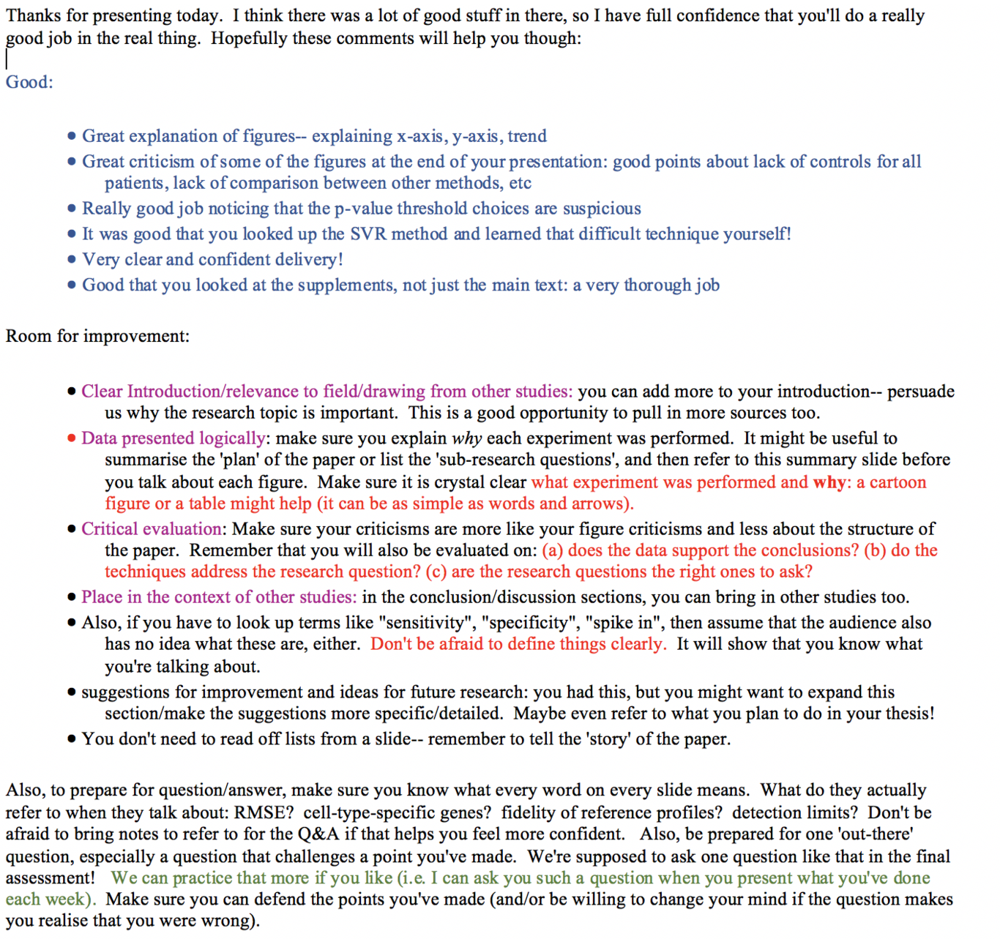 Thanks for presenting today.  I think there was a lot of good stuff in there, so I have full confidence that you'll do a really
good job in the real thing.  Hopefully these comments will help you though:
Good:
● Great explanation of figures-- explaining x-axis, y-axis, trend
● Great criticism of some of the figures at the end of your presentation: good points about lack of controls for all
patients, lack of comparison between other methods, etc
● Really good job noticing that the p-value threshold choices are suspicious
● It was good that you looked up the SVR method and learned that difficult technique yourself!
● Very clear and confident delivery!
● Good that you looked at the supplements, not just the main text: a very thorough job
Room for improvement:
● Clear Introduction/relevance to field/drawing from other studies: you can add more to your introduction-- persuade
us why the research topic is important.  This is a good opportunity to pull in more sources too.
● Data presented logically: make sure you explain why each experiment was performed.  It might be useful to
summarise the 'plan' of the paper or list the 'sub-research questions', and then refer to this summary slide before
you talk about each figure.  Make sure it is crystal clear what experiment was performed and why: a cartoon
figure or a table might help (it can be as simple as words and arrows).
● Critical evaluation: Make sure your criticisms are more like your figure criticisms and less about the structure of
the paper.  Remember that you will also be evaluated on: (a) does the data support the conclusions? (b) do the
techniques address the research question? (c) are the research questions the right ones to ask?
● Place in the context of other studies: in the conclusion/discussion sections, you can bring in other studies too.
● Also, if you have to look up terms like "sensitivity", "specificity", "spike in", then assume that the audience also
has no idea what these are, either.  Don't be afraid to define things clearly.  It will show that you know what
you're talking about.
● suggestions for improvement and ideas for future research: you had this, but you might want to expand this
section/make the suggestions more specific/detailed.  Maybe even refer to what you plan to do in your thesis!
● You don't need to read off lists from a slide-- remember to tell the 'story' of the paper.
Also, to prepare for question/answer, make sure you know what every word on every slide means.  What do they actually
refer to when they talk about: RMSE?  cell-type-specific genes?  fidelity of reference profiles?  detection limits?  Don't be
afraid to bring notes to refer to for the Q&A if that helps you feel more confident.   Also, be prepared for one 'out-there'
question, especially a question that challenges a point you've made.  We're supposed to ask one question like that in the final
assessment!   We can practice that more if you like (i.e. I can ask you such a question when you present what you've done
each week).  Make sure you can defend the points you've made (and/or be willing to change your mind if the question makes
you realise that you were wrong).